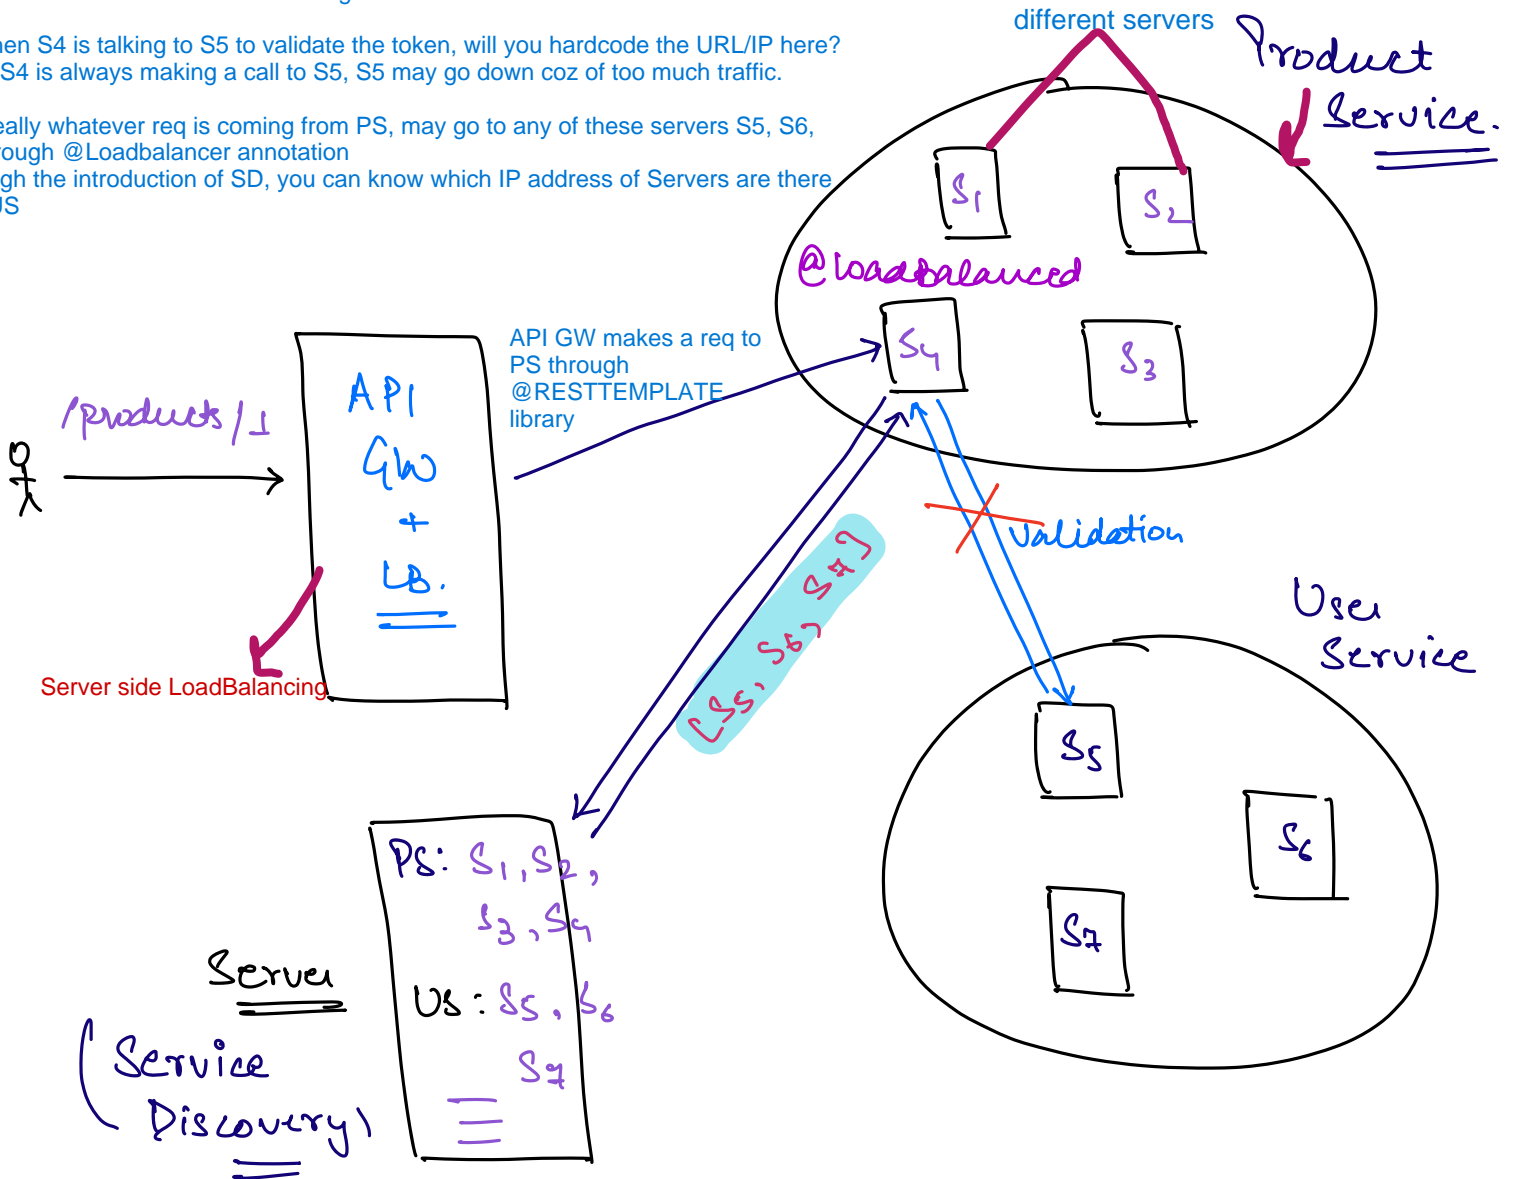 hen S4 is talking to S5 to validate the token, will you hardcode the URL/IP here?
S4 is always making a call to S5, S5 may go down coz of too much traffic.
eally whatever req is coming from PS, may go to any of these servers S5, S6,
rough @Loadbalancer annotation
gh the introduction of SD, you can know which IP address of Servers are there
US
different servers
Product
Service.
S1
S2
@LoadBalanced
S4
S3
API GW makes a req to
PS through
@RESTTEMPLATE
library
/products/1
API
GW
+
LB.
Server side LoadBalancing
Validation
[S5, S6, S7]
User
Service
S5
S6
S7
PS: S1, S2,
S3, S4
US: S5, S6
S7
Server
(Service
Discovery)